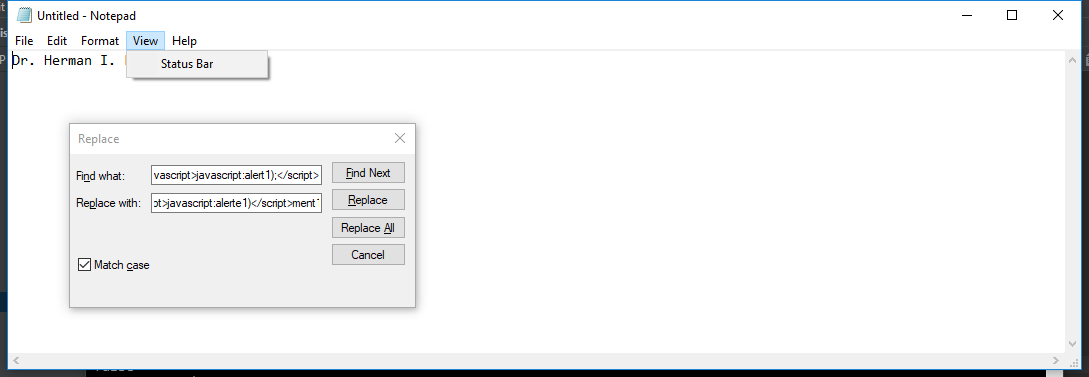 Untitled - Notepad
File Edit Format View Help
Dr. Herman I.
Status Bar
Replace
Find what: vascript>javascript:alert1);</script> Find Next
Replace with: >javascript:alerte1)</script>ment Replace
Replace All
Cancel
Match case